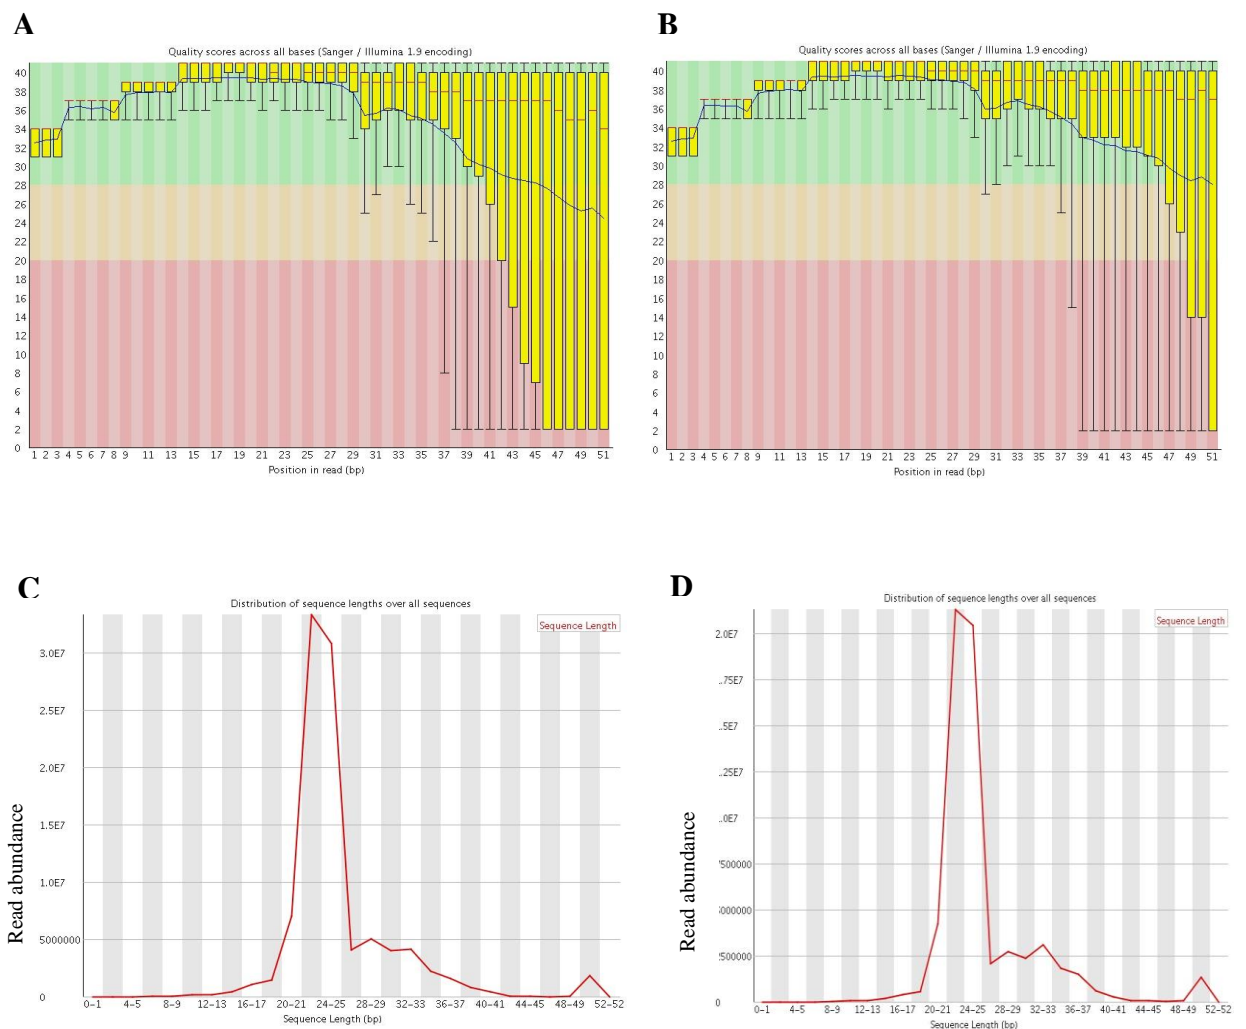 A
B
Quality scores across all bases (Sanger / Illumina 1.9 encoding)
Quality scores across all bases (Sanger / Illumina 1.9 encoding)
40
38
36
34
32
30
28
26
24
22
20
18
16
14
12
10
8
6
4
2
0
1 2 3 4 5 6 7 8 9 11 13 15 17 19 21 23 25 27 29 31 33 35 37 39 41 43 45 47 49 51
Position in read (bp)
40
38
36
34
32
30
28
26
24
22
20
18
16
14
12
10
8
6
4
2
0
1 2 3 4 5 6 7 8 9 11 13 15 17 19 21 23 25 27 29 31 33 35 37 39 41 43 45 47 49 51
Position in read (bp)
C
D
Distribution of sequence lengths over all sequences
Sequence Length
3.0E7
2.5E7
2.0E7
1.5E7
1.0E7
5000000
0
Read abundance
0-1 4-5 8-9 12-13 16-17 20-21 24-25 28-29 32-33 36-37 40-41 44-45 48-49 52-52
Sequence Length (bp)
Distribution of sequence lengths over all sequences
Sequence Length
2.0E7
.75E7
.5E7
.25E7
.0E7
500000
000000
500000
0
Read abundance
0-1 4-5 8-9 12-13 16-17 20-21 24-25 28-29 32-33 36-37 40-41 44-45 48-49 52-52
Sequence Length (bp)